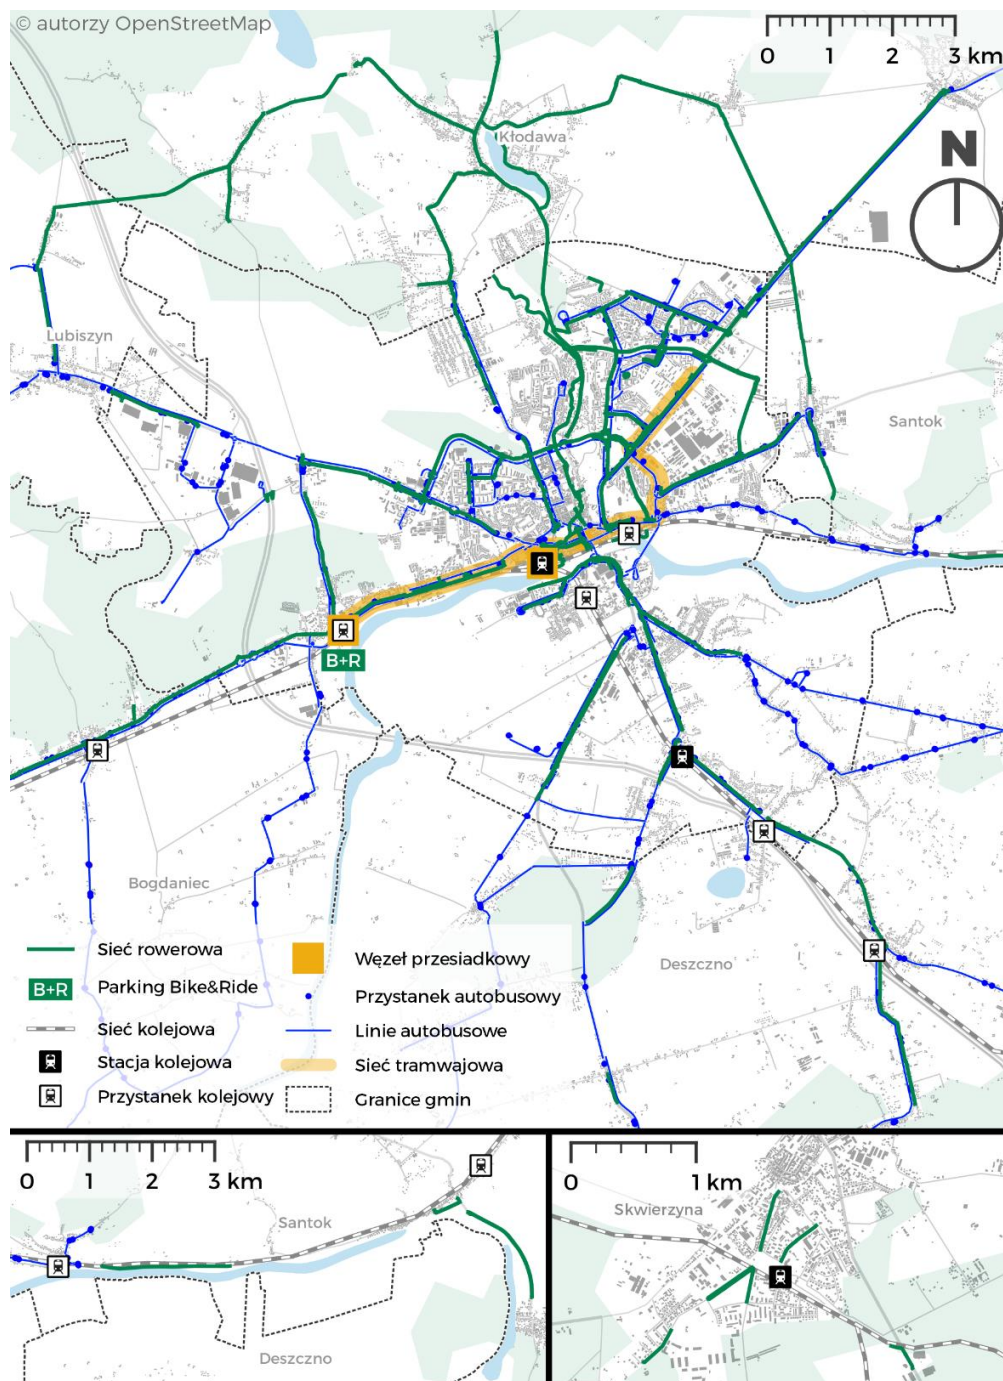 © autorzy OpenStreetMap
0 1 2 3 km
N
Kłodawa
Lubiszyn
Santok
B+R
Bogdaniec
Deszczno
Sieć rowerowa
B+R Parking Bike&Ride
Sieć kolejowa
Stacja kolejowa
Przystanek kolejowy
Węzeł przesiadkowy
Przystanek autobusowy
Linie autobusowe
Sieć tramwajowa
Granice gmin
0 1 2 3 km
Santok
Deszczno
0 1 km
Skwierzyna